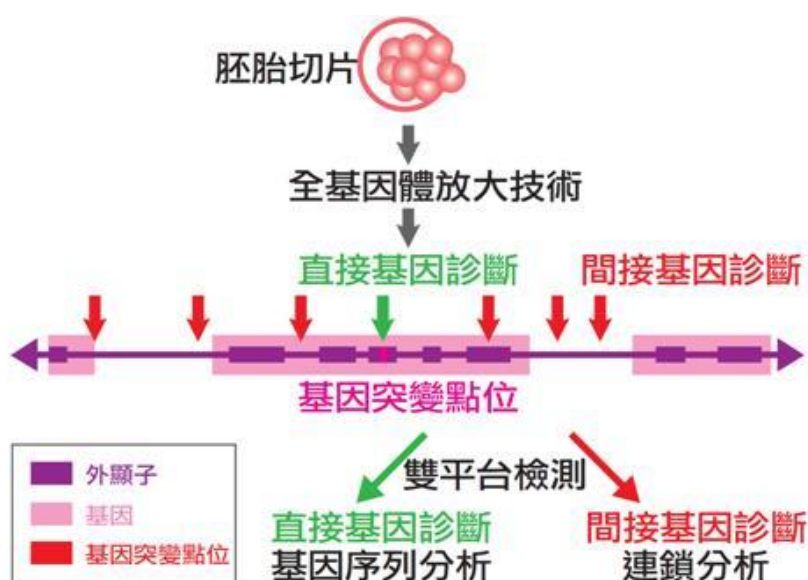 胚胎切片
全基因體放大技術
直接基因診斷
間接基因診斷
基因突變點位
雙平台檢測
直接基因診斷
基因序列分析
間接基因診斷
連鎖分析
外顯子
基因
基因突變點位